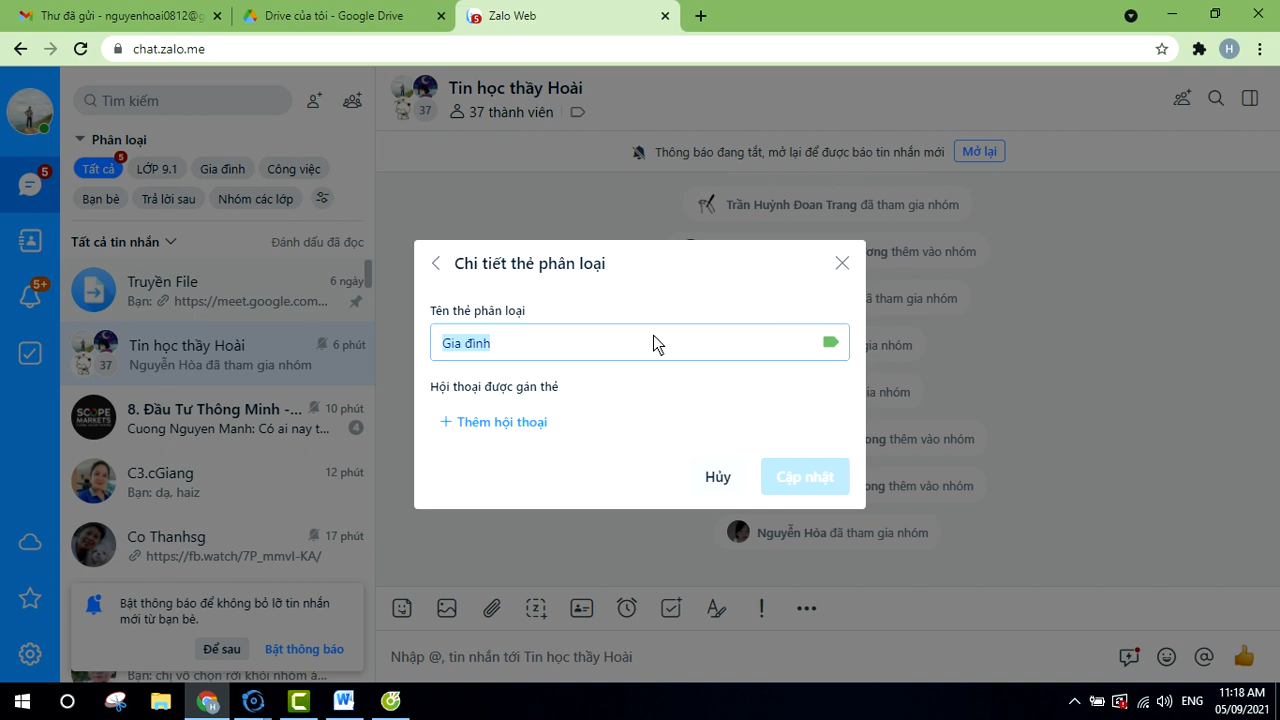 Thư đã gửi - nguyenhoai0812@g
Drive của tôi - Google Drive
5
Zalo Web
chat.zalo.me
H
Tìm kiếm
Phân loại
Tất cả
5
LỚP 9.1
Gia đình
Công việc
Bạn bè
Trả lời sau
Nhóm các lớp
5
5+
Tất cả tin nhắn
Đánh dấu đã đọc
Truyền File
6 ngày
Bạn: https://meet.google.com...
Tin học thầy Hoài
6 phút
37
Nguyễn Hòa đã tham gia nhóm
SCOPE MARKETS
8. Đầu Tư Thông Minh -...
10 phút
Cuong Nguyen Manh: Có ai nay t...
4
C3.cGiang
12 phút
Bạn: dạ, haiz
Co Thanhsg
17 phút
https://fb.watch/7P_mmvI-KA/
Bật thông báo để không bỏ lỡ tin nhắn
mới từ bạn bè.
Để sau
Bật thông báo
Tin học thầy Hoài
37
37 thành viên
Thông báo đang tắt, mở lại để được báo tin nhắn mới
Mở lại
Trần Huỳnh Đoan Trang đã tham gia nhóm
ơng thêm vào nhóm
ã tham gia nhóm
gia nhóm
gia nhóm
ong thêm vào nhóm
ong thêm vào nhóm
Nguyễn Hòa đã tham gia nhóm
Chi tiết thẻ phân loại
Tên thẻ phân loại
Gia đình
Hội thoại được gán thẻ
+ Thêm hội thoại
Hủy
Cập nhật
Nhập @, tin nhắn tới Tin học thầy Hoài
ENG
11:18 AM
05/09/2021